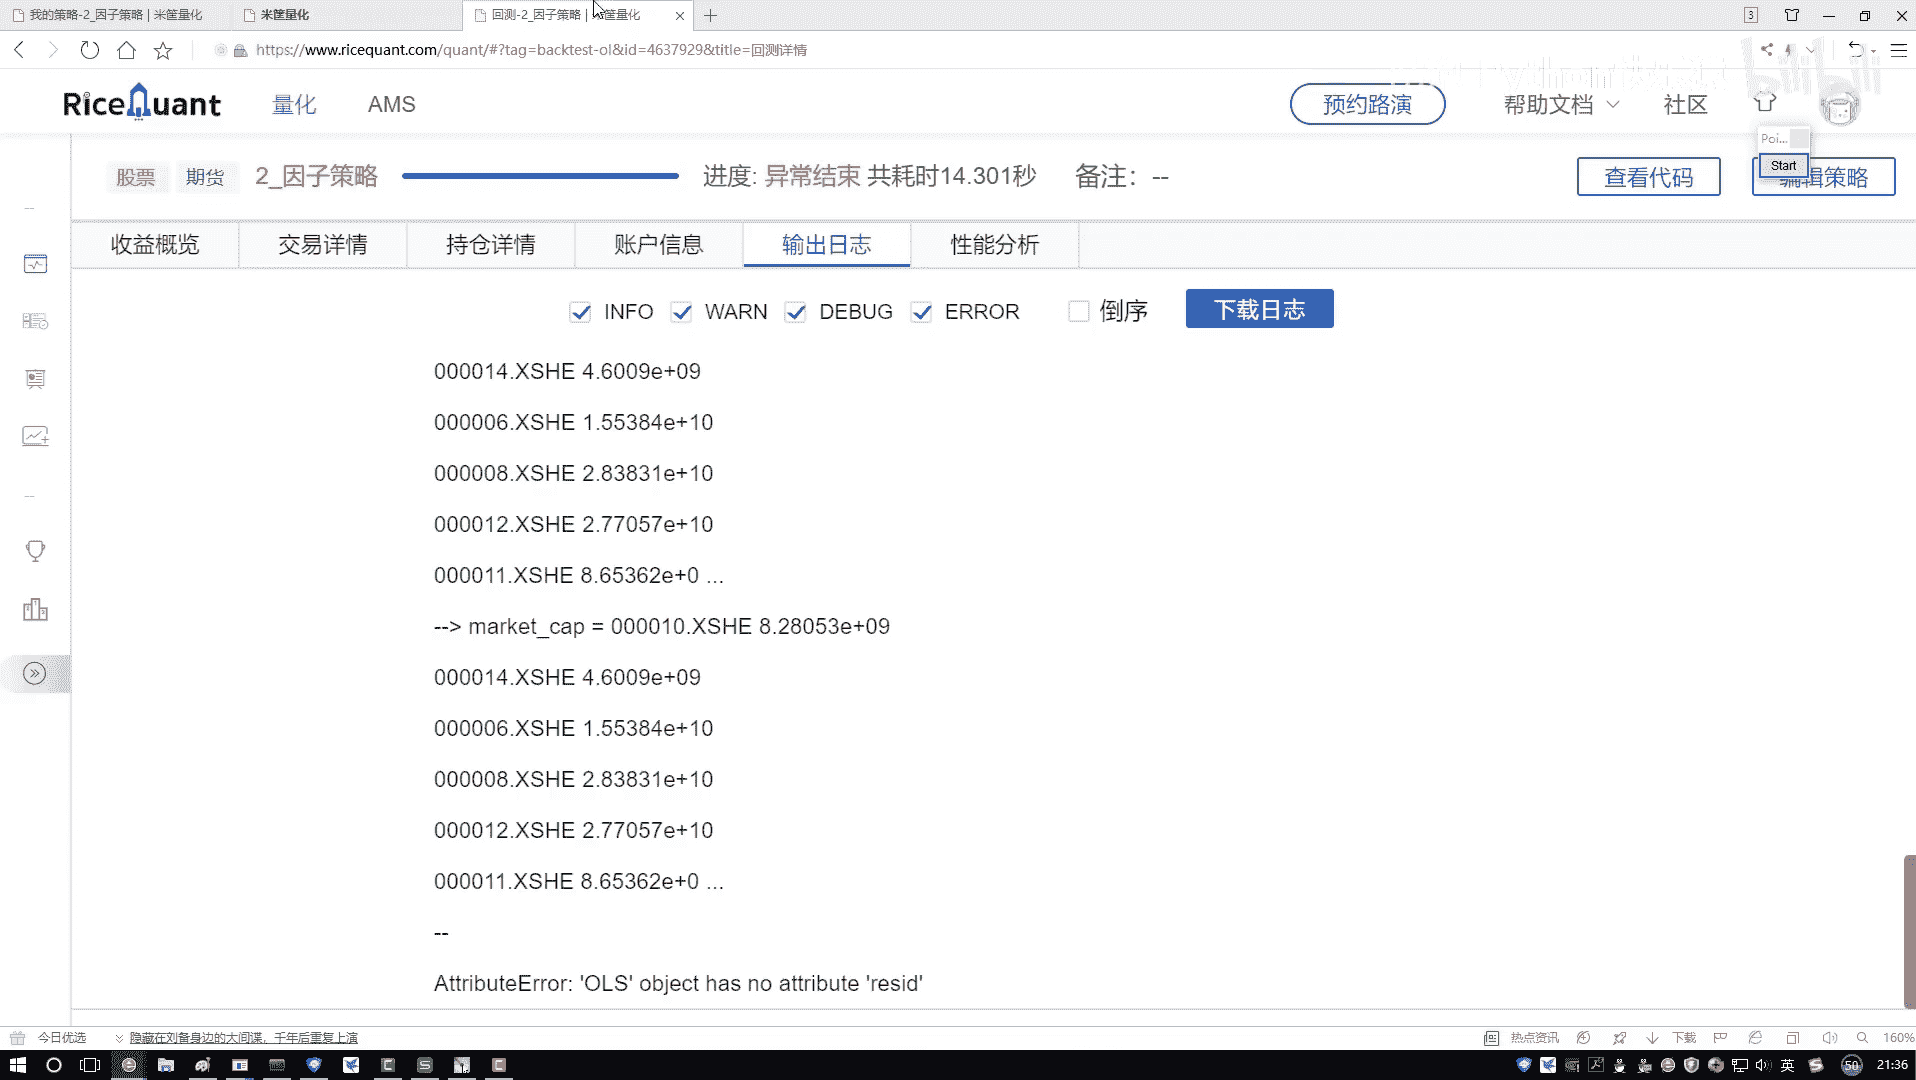 我的策略-2_因子策略 | 米筐量化
米筐量化
回测-2_因子策略 | 米筐量化
3
https://www.ricequant.com/quant/#?tag=backtest-ol&id=4637929&title=回测详情
RiceQuant
量化
AMS
预约路演
帮助文档
社区
bilibili
Poi...
Start
股票
期货
2_因子策略
进度: 异常结束 共耗时14.301秒
备注: --
查看代码
编辑策略
收益概览
交易详情
持仓详情
账户信息
输出日志
性能分析
INFO
WARN
DEBUG
ERROR
倒序
下载日志
000014.XSHE 4.6009e+09
000006.XSHE 1.55384e+10
000008.XSHE 2.83831e+10
000012.XSHE 2.77057e+10
000011.XSHE 8.65362e+0 ...
--> market_cap = 000010.XSHE 8.28053e+09
000014.XSHE 4.6009e+09
000006.XSHE 1.55384e+10
000008.XSHE 2.83831e+10
000012.XSHE 2.77057e+10
000011.XSHE 8.65362e+0 ...
--
AttributeError: 'OLS' object has no attribute 'resid'
今日优选
隐藏在刘备身边的大间谍，千年后重复上演
热点资讯
下载
160%
英
50
21:36